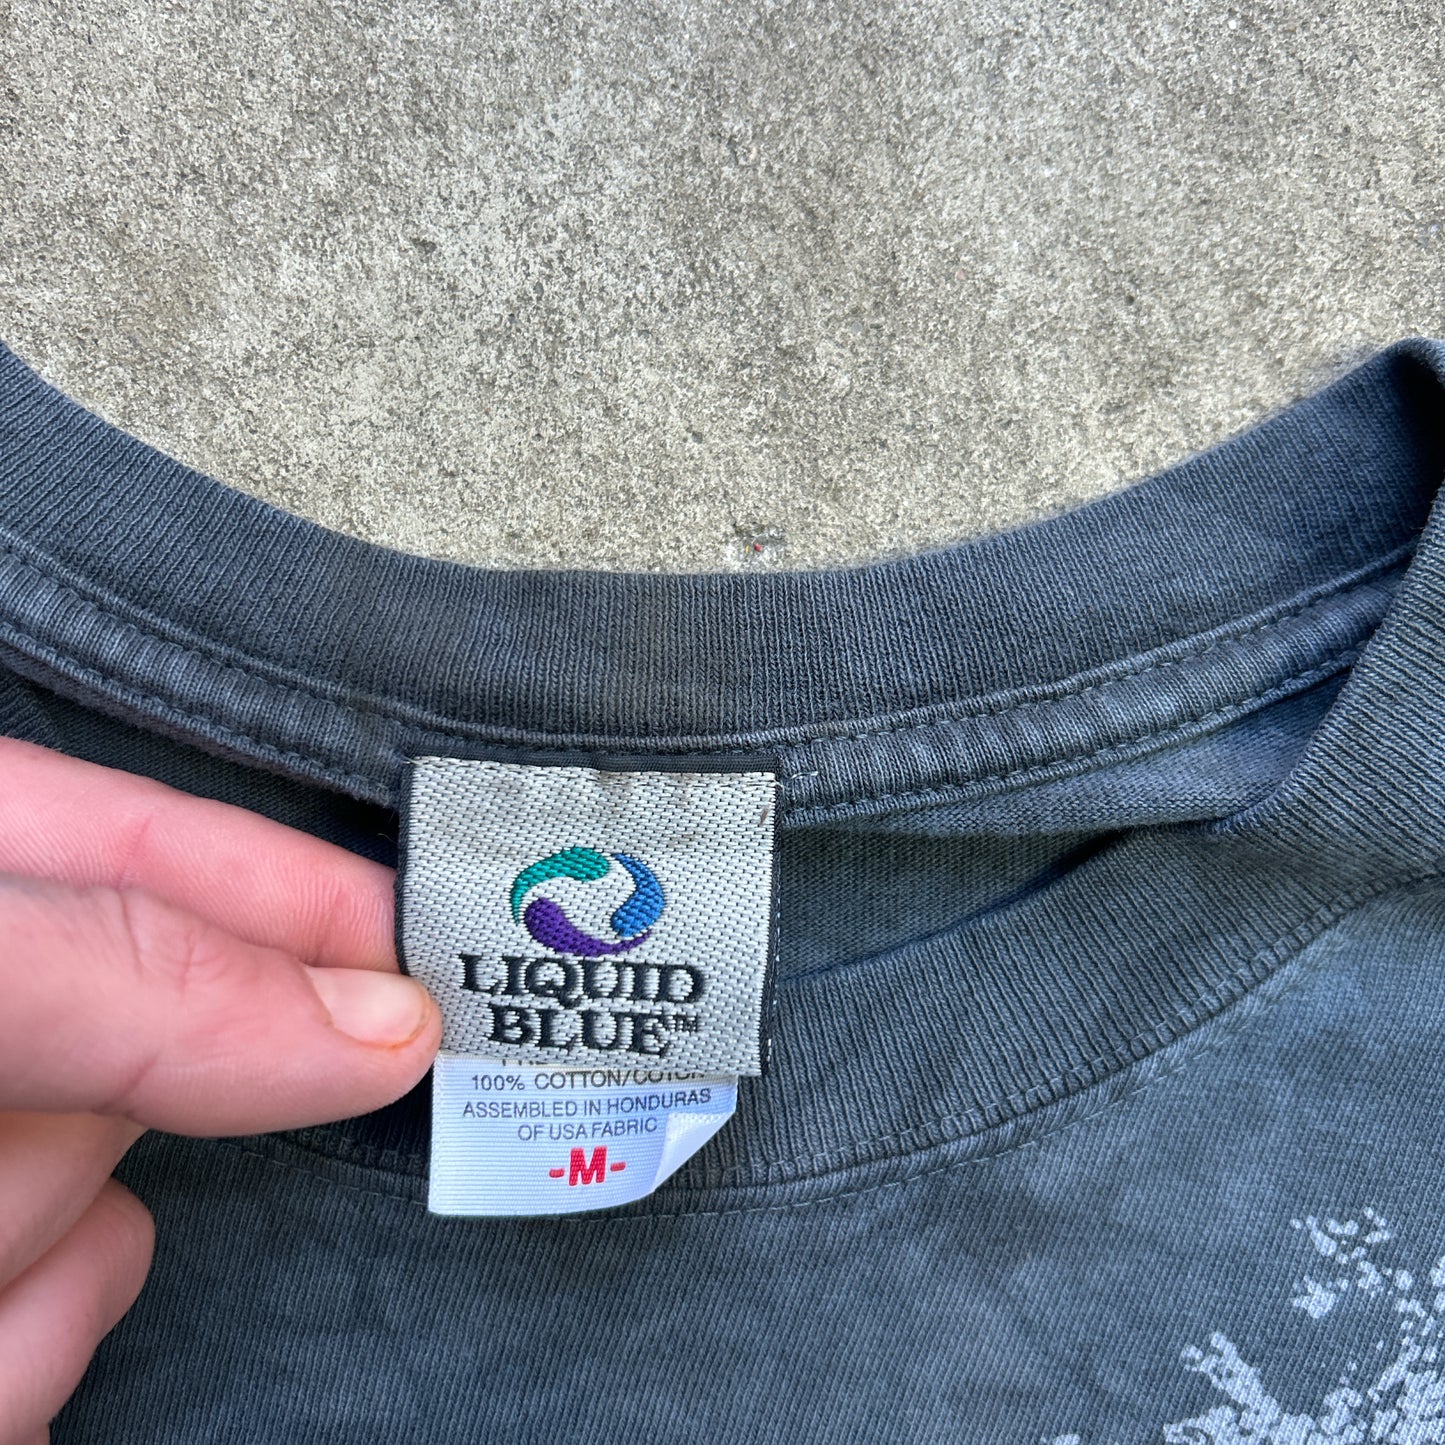 LIQUID
BLUE™
100% COTTON/COTON
ASSEMBLED IN HONDURAS
OF USA FABRIC
-M-